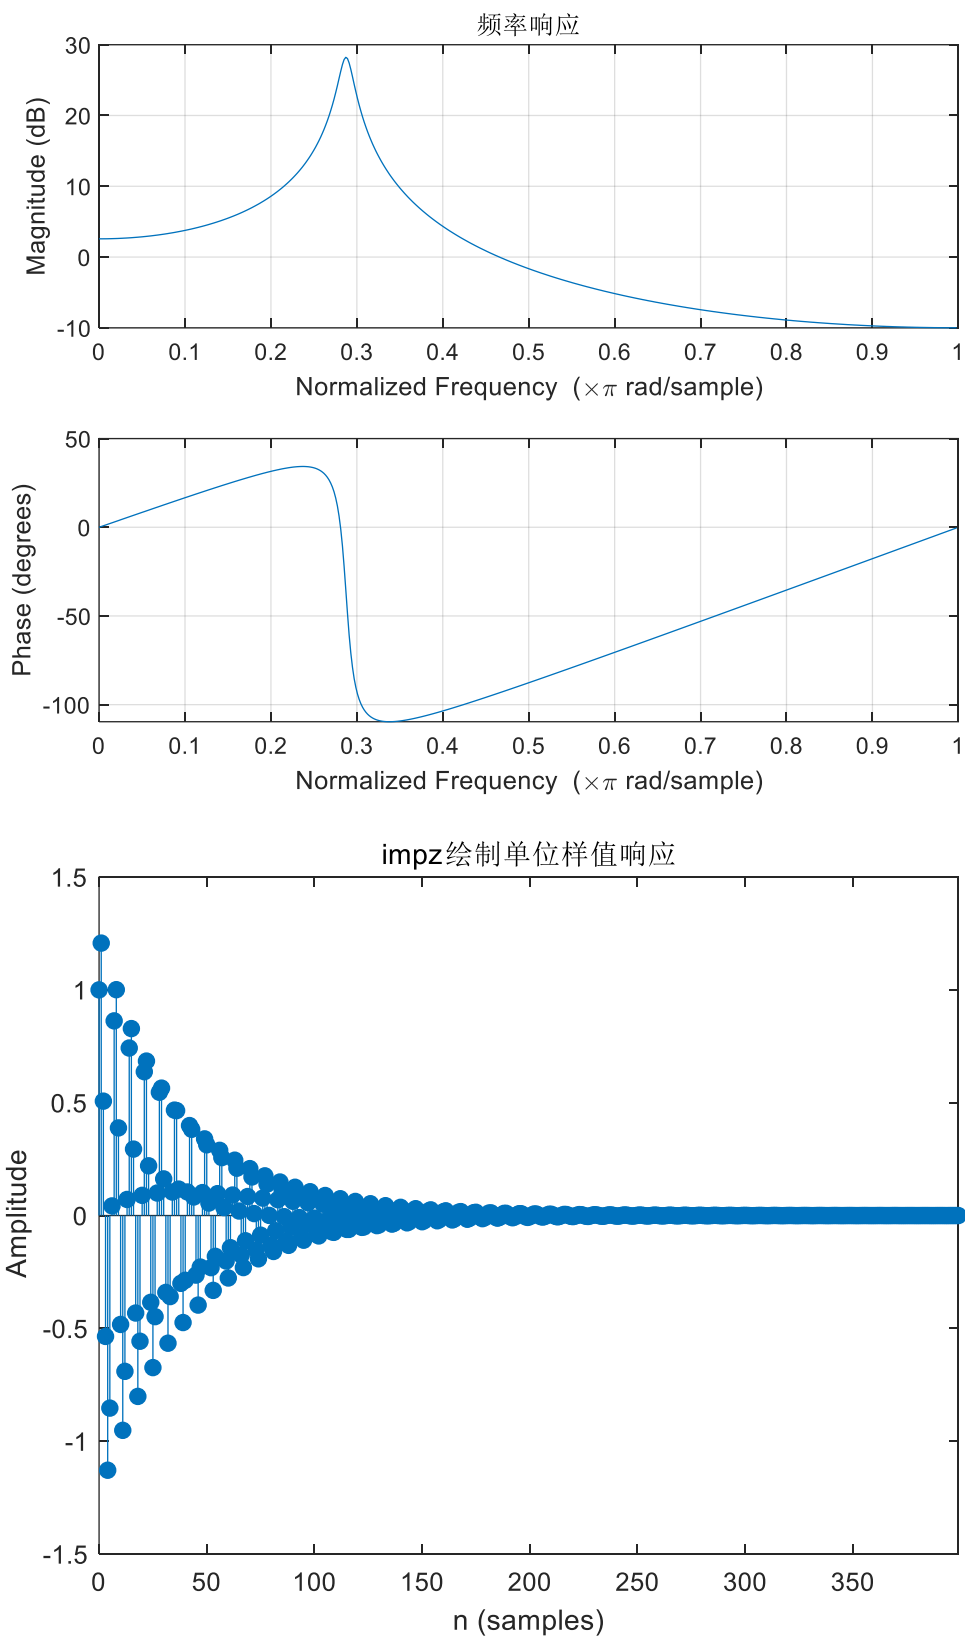 频率响应
30
20
10
0
-10
Magnitude (dB)
0 0.1 0.2 0.3 0.4 0.5 0.6 0.7 0.8 0.9 1
Normalized Frequency (×π rad/sample)
50
0
-50
-100
Phase (degrees)
0 0.1 0.2 0.3 0.4 0.5 0.6 0.7 0.8 0.9 1
Normalized Frequency (×π rad/sample)
impz绘制单位样值响应
1.5
1
0.5
0
-0.5
-1
-1.5
Amplitude
0 50 100 150 200 250 300 350
n (samples)